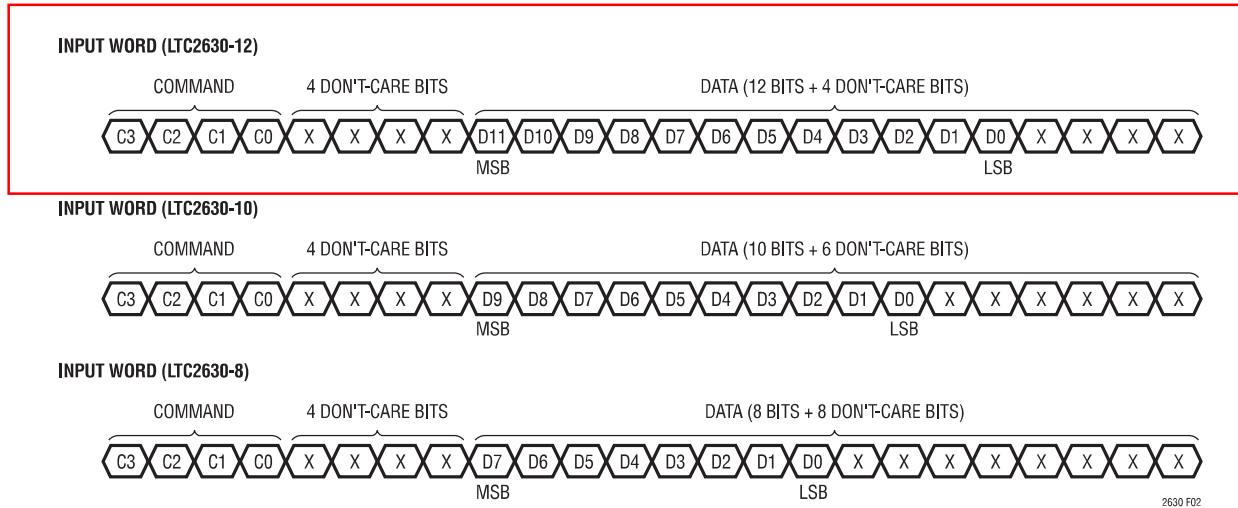 INPUT WORD (LTC2630-12)
COMMAND 4 DON'T-CARE BITS DATA (12 BITS + 4 DON'T-CARE BITS)
C3 C2 C1 C0 X X X X D11 D10 D9 D8 D7 D6 D5 D4 D3 D2 D1 D0 X X X X
MSB LSB
INPUT WORD (LTC2630-10)
COMMAND 4 DON'T-CARE BITS DATA (10 BITS + 6 DON'T-CARE BITS)
C3 C2 C1 C0 X X X X D9 D8 D7 D6 D5 D4 D3 D2 D1 D0 X X X X X X
MSB LSB
INPUT WORD (LTC2630-8)
COMMAND 4 DON'T-CARE BITS DATA (8 BITS + 8 DON'T-CARE BITS)
C3 C2 C1 C0 X X X X D7 D6 D5 D4 D3 D2 D1 D0 X X X X X X X X
MSB LSB
2630 F02